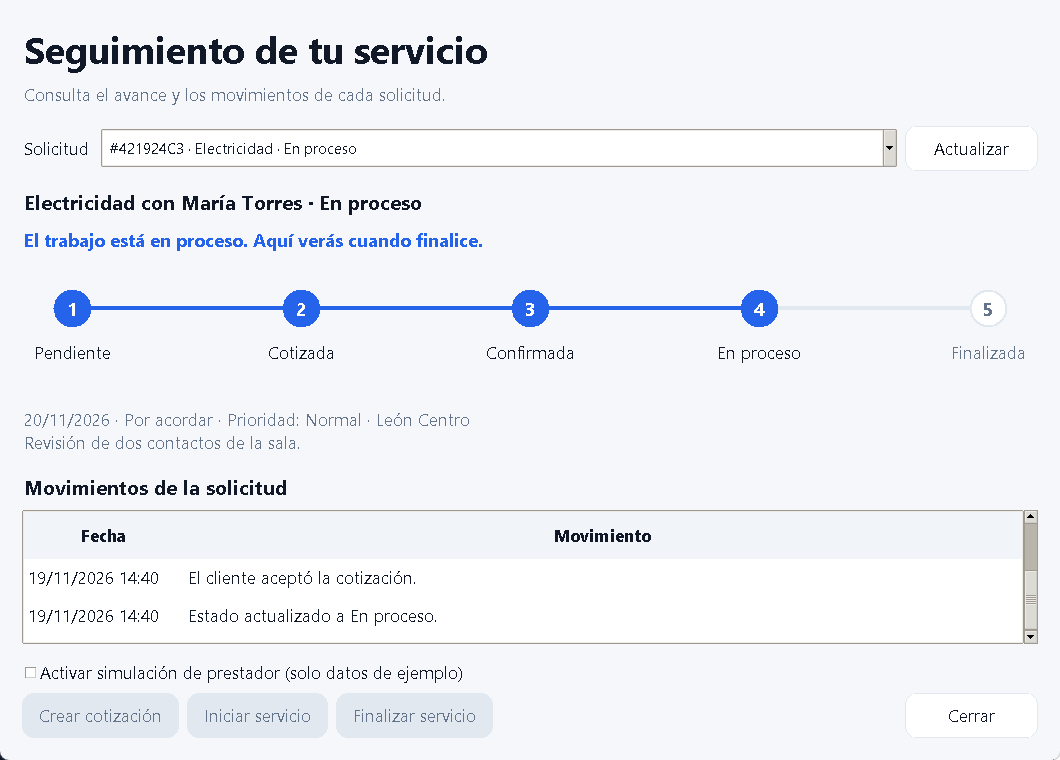 Seguimiento de tu servicio
Consulta el avance y los movimientos de cada solicitud.
Solicitud #421924C3 · Electricidad · En proceso Actualizar
Electricidad con María Torres · En proceso
El trabajo está en proceso. Aquí verás cuando finalice.
1 2 3 4 5
Pendiente Cotizada Confirmada En proceso Finalizada
20/11/2026 · Por acordar · Prioridad: Normal · León Centro
Revisión de dos contactos de la sala.
Movimientos de la solicitud
Fecha Movimiento
19/11/2026 14:40 El cliente aceptó la cotización.
19/11/2026 14:40 Estado actualizado a En proceso.
Activar simulación de prestador (solo datos de ejemplo)
Crear cotización Iniciar servicio Finalizar servicio Cerrar